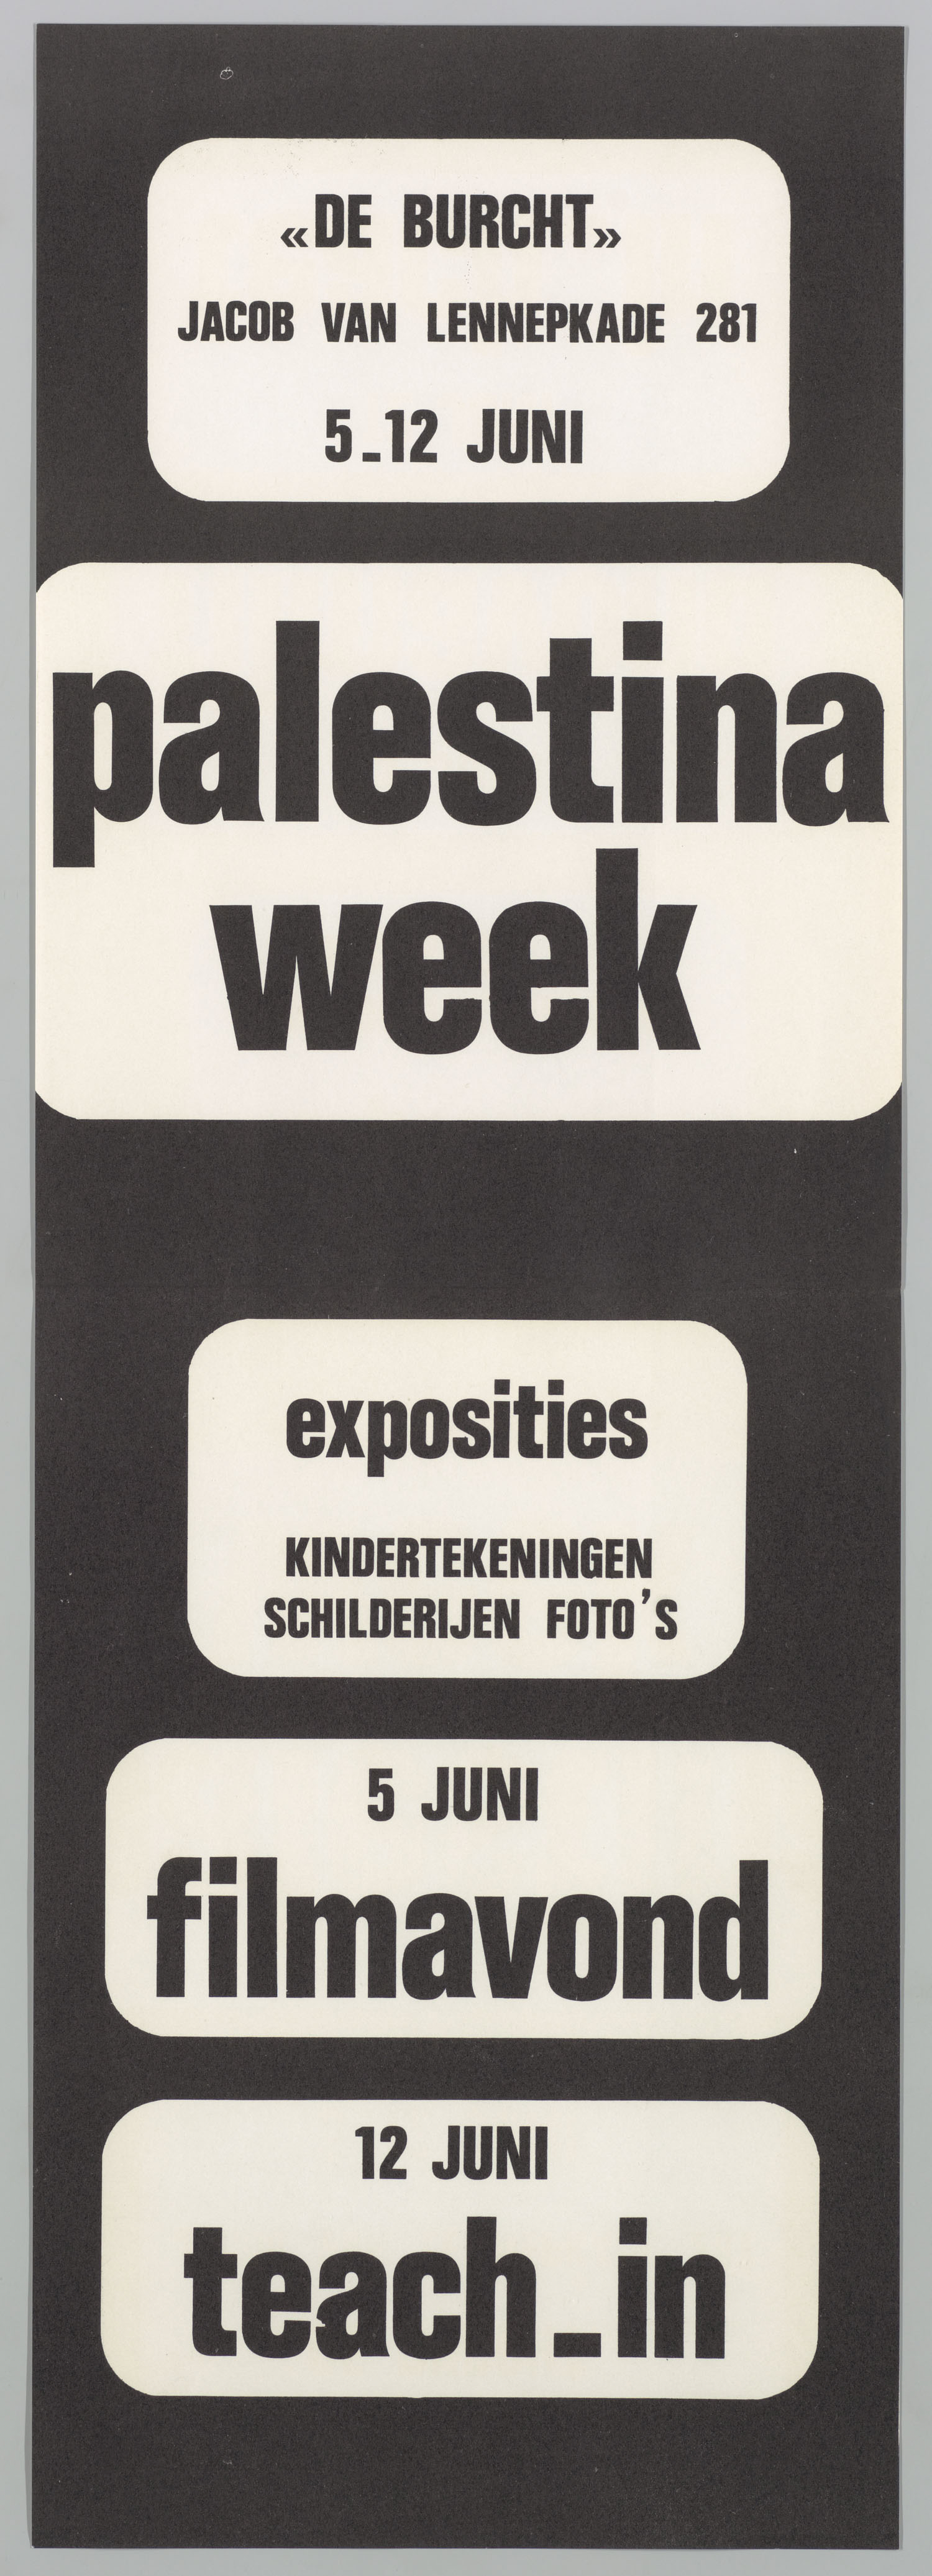 «DE BURCHT»
JACOB VAN LENNEPKADE 281
5_12 JUNI
palestina
week
exposities
KINDERTEKENINGEN
SCHILDERIJEN FOTO'S
5 JUNI
filmavond
12 JUNI
teach_in